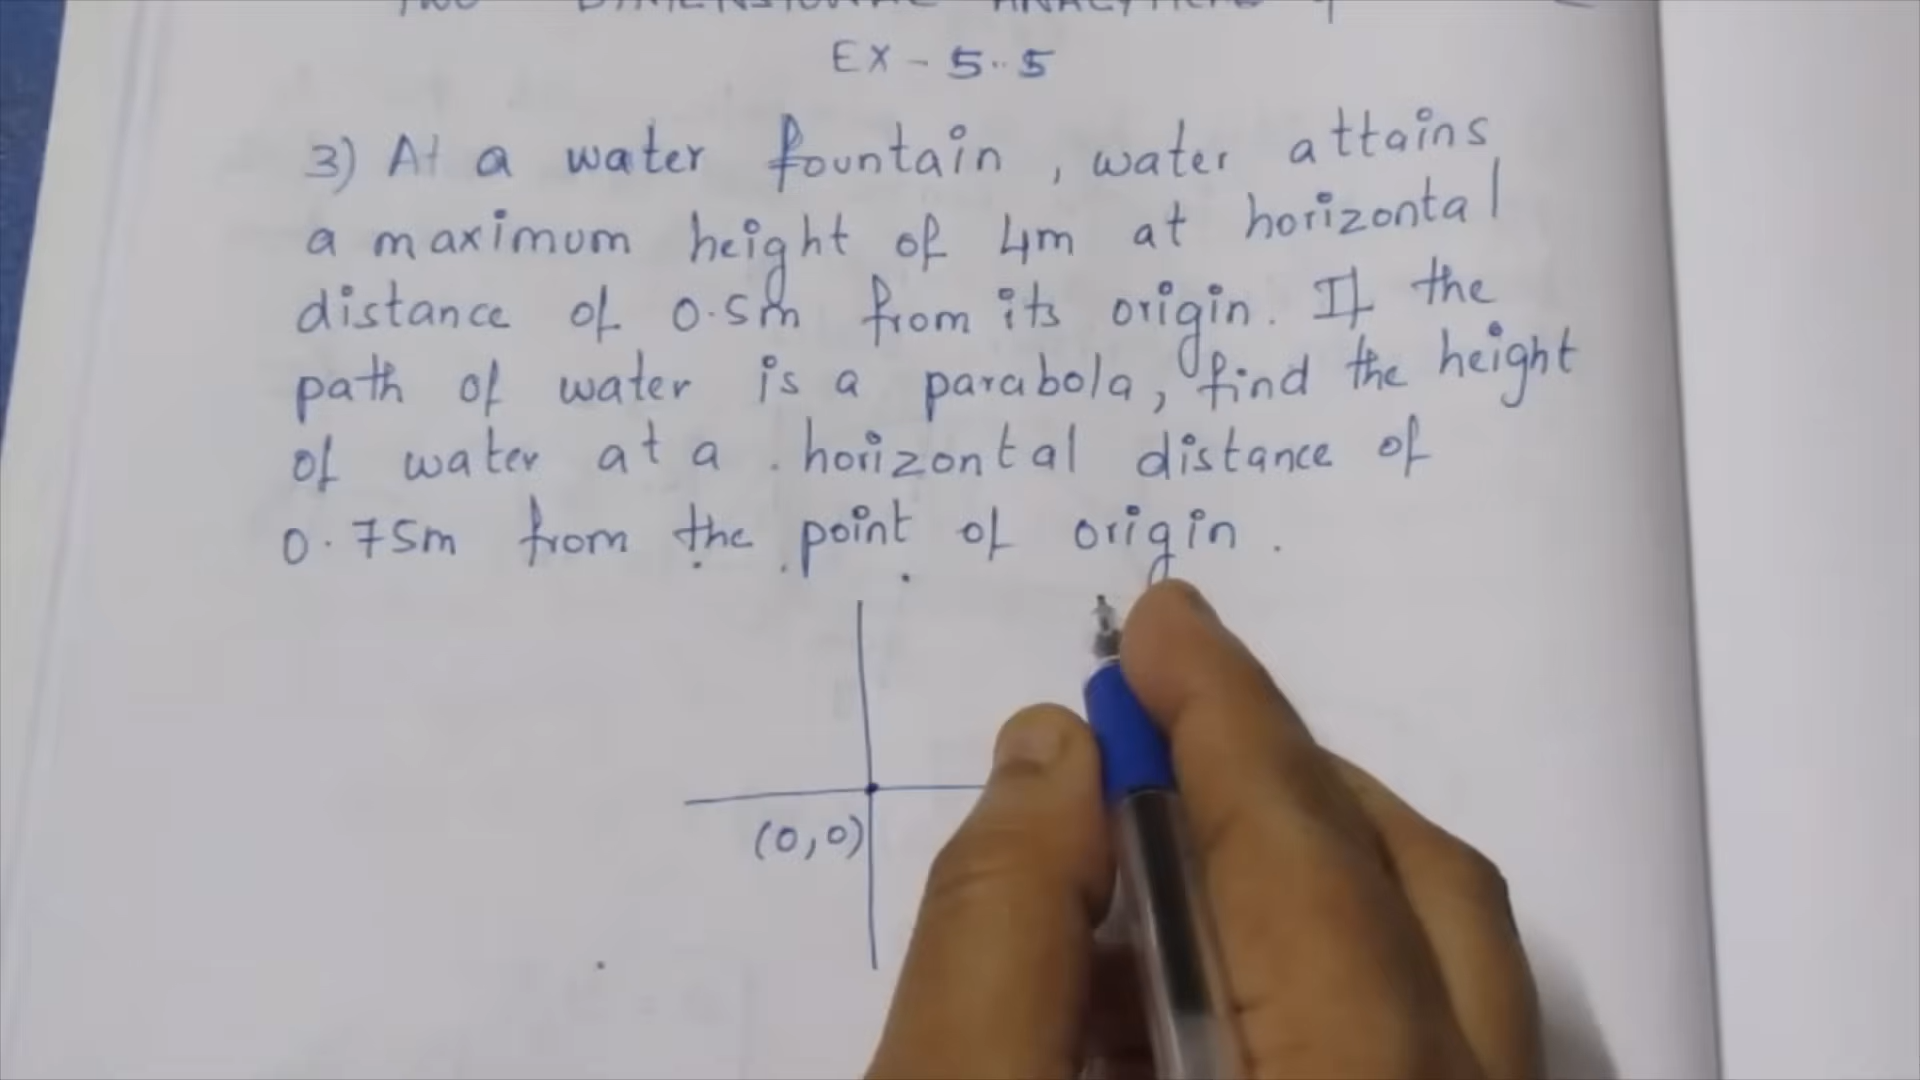 EX - 5.5
3) At a water fountain, water attains
a maximum height of 4m at horizontal
distance of 0.5m from its origin. If the
path of water is a parabola, find the height
of water at a horizontal distance of
0.75m from the point of origin.
(0,0)